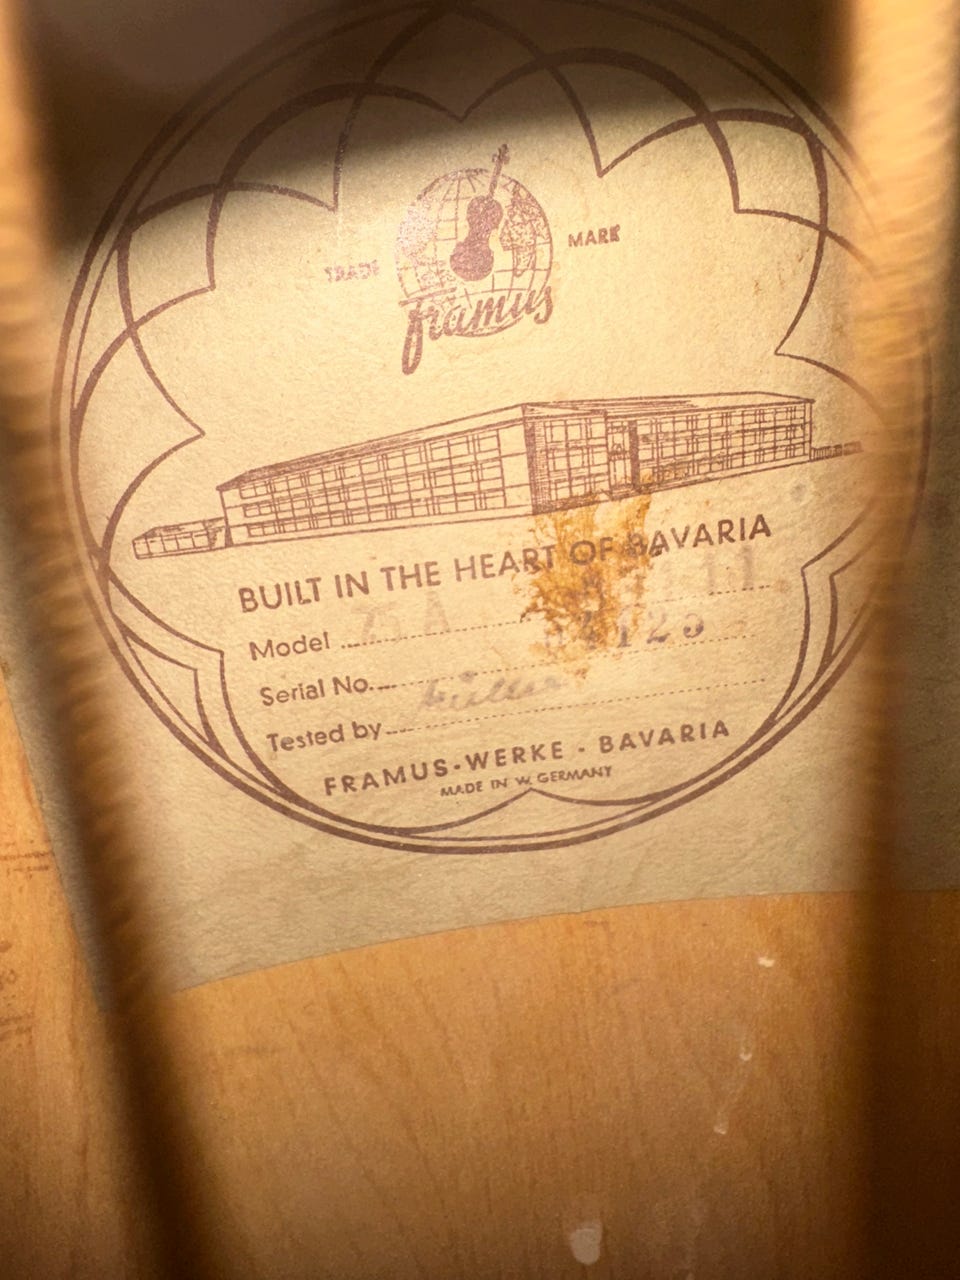 TRADE MARK
Framus
BUILT IN THE HEART OF BAVARIA
Model 75 A
Serial No.
Tested by
FRAMUS-WERKE - BAVARIA
MADE IN W. GERMANY